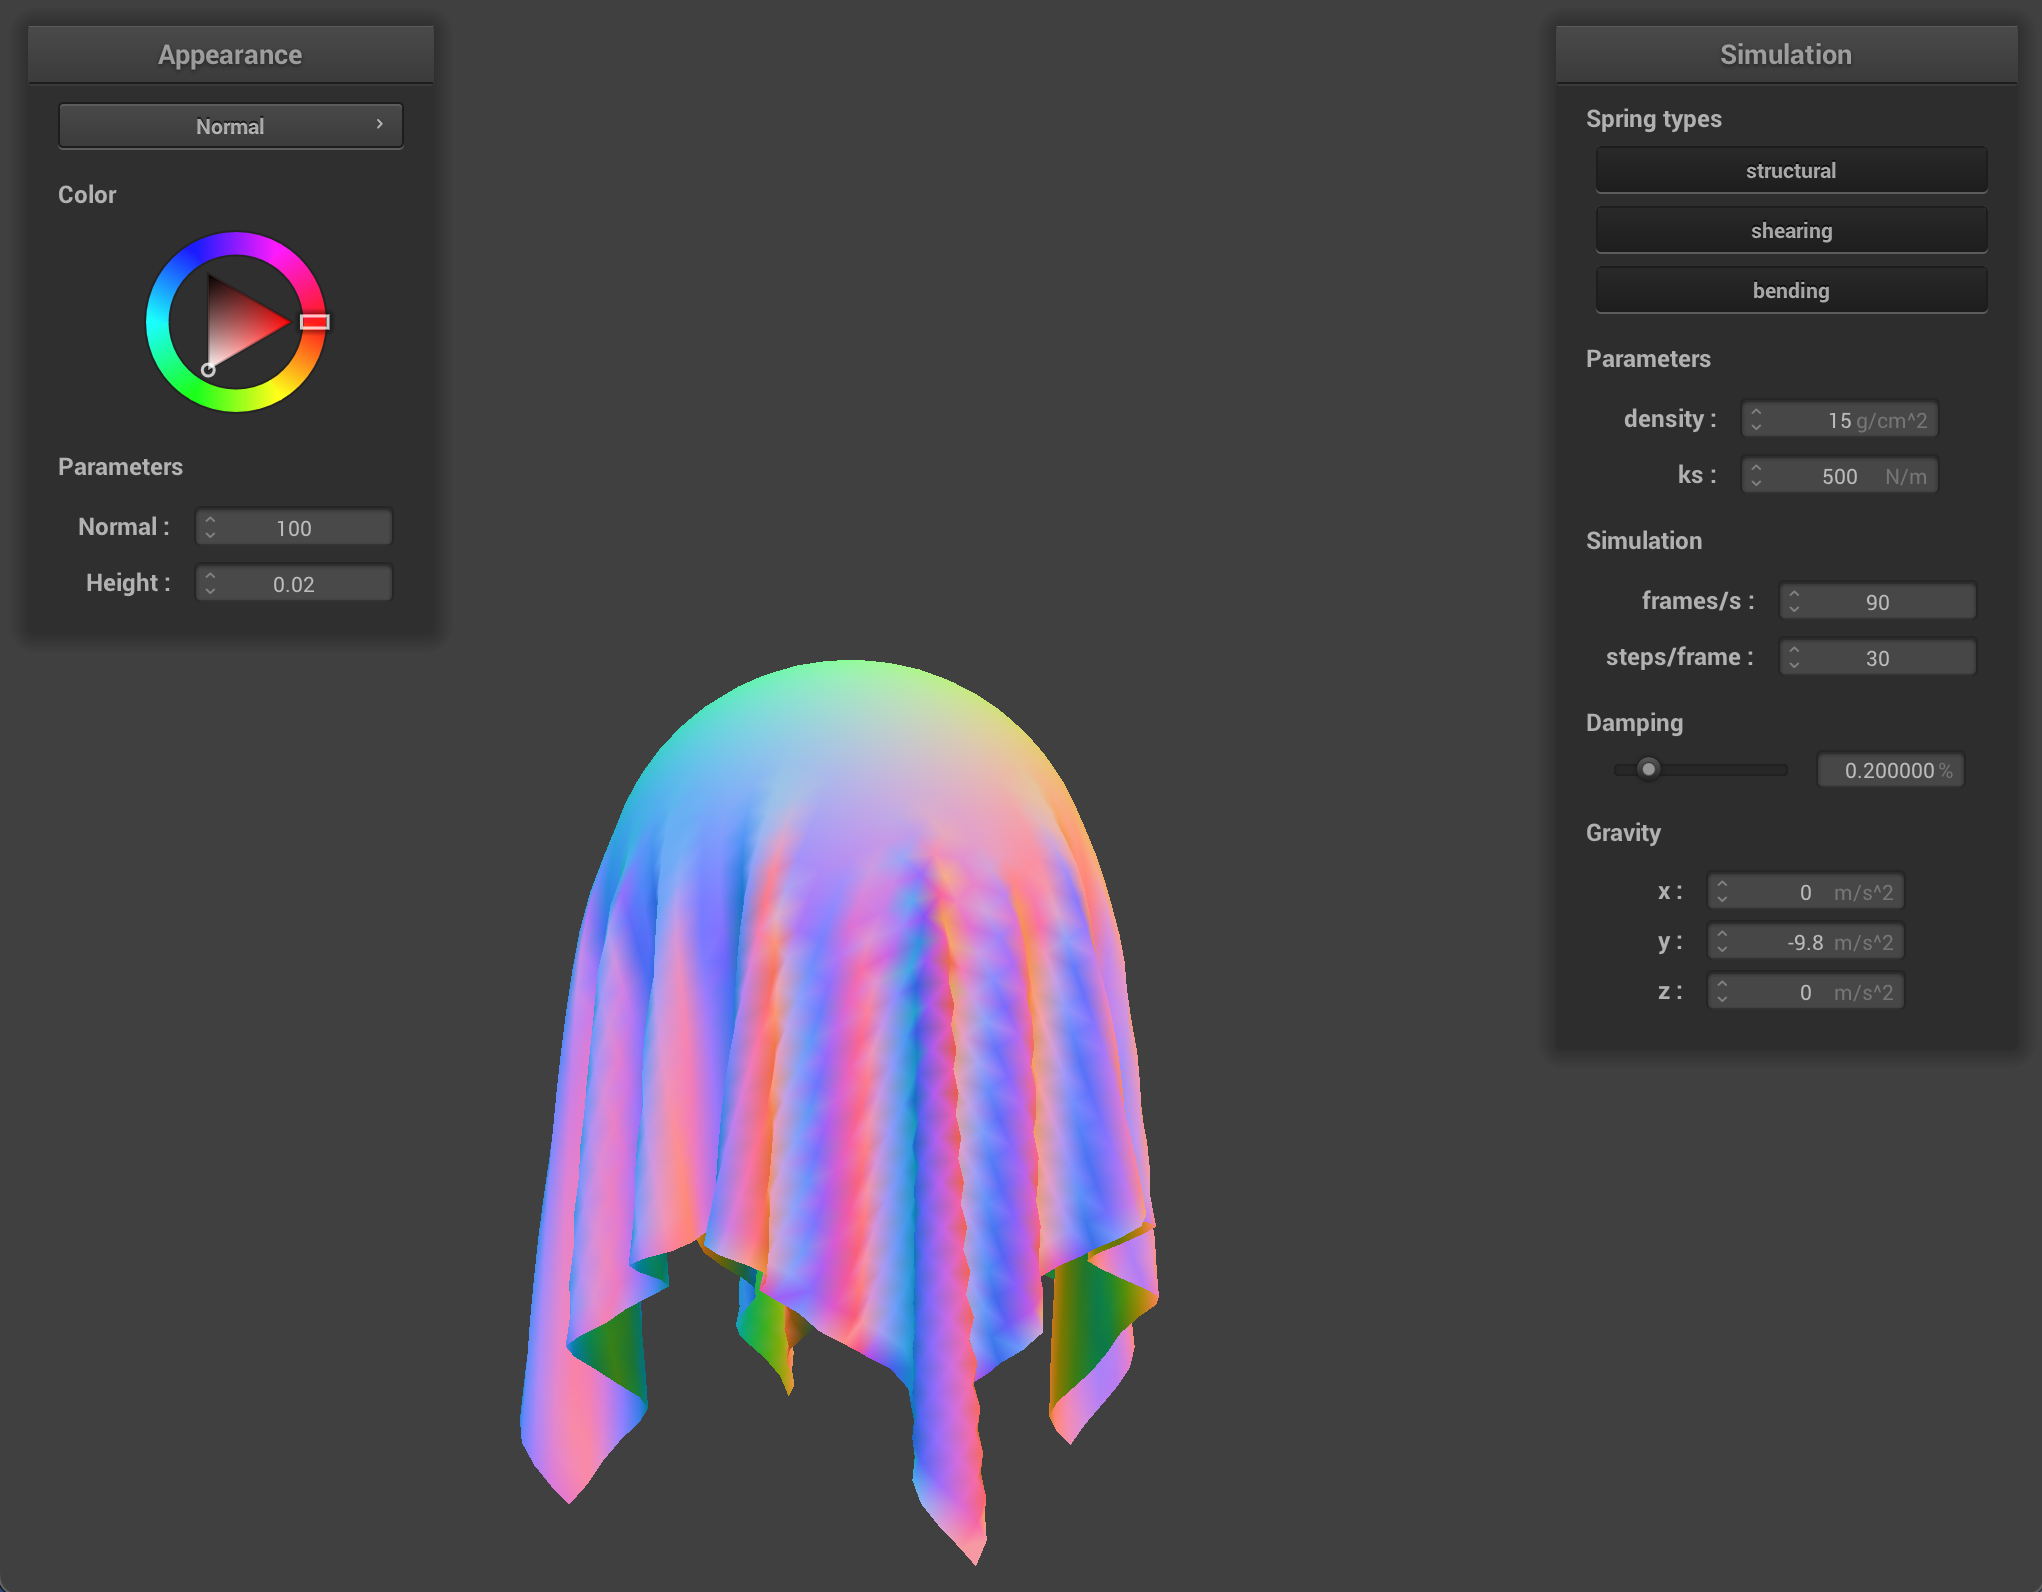 Appearance
Normal
Color
Parameters
Normal : 100
Height : 0.02
Simulation
Spring types
structural
shearing
bending
Parameters
density : 15 g/cm^2
ks : 500 N/m
Simulation
frames/s : 90
steps/frame : 30
Damping
0.200000 %
Gravity
x : 0 m/s^2
y : -9.8 m/s^2
z : 0 m/s^2